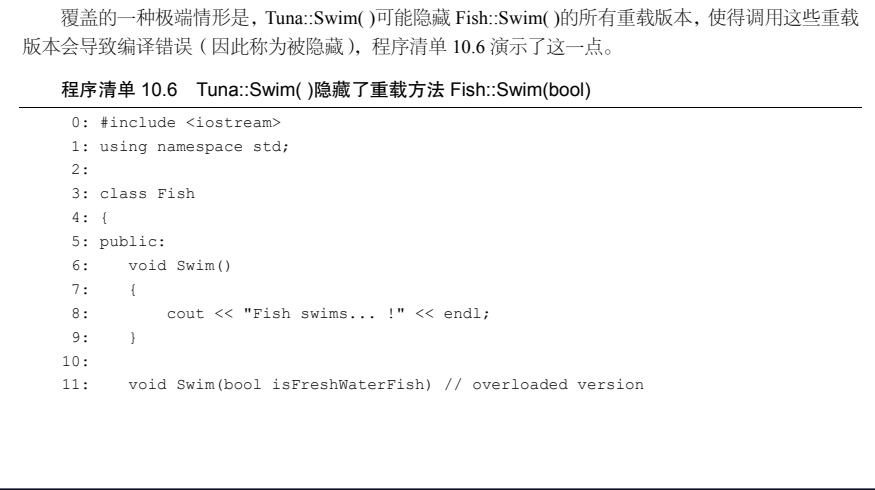 覆盖的一种极端情形是，Tuna::Swim( )可能隐藏 Fish::Swim( )的所有重载版本，使得调用这些重载
版本会导致编译错误（因此称为被隐藏），程序清单 10.6 演示了这一点。
程序清单 10.6 Tuna::Swim( )隐藏了重载方法 Fish::Swim(bool)
0: #include <iostream>
1: using namespace std;
2:
3: class Fish
4: {
5: public:
6:    void Swim()
7:    {
8:        cout << "Fish swims... !" << endl;
9:    }
10:
11:    void Swim(bool isFreshWaterFish) // overloaded version